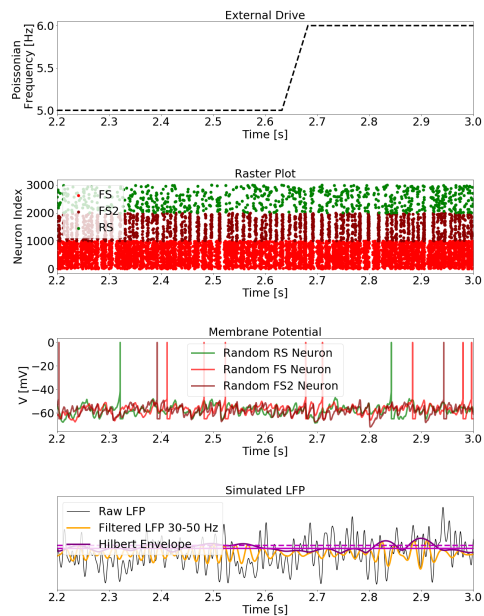 External Drive
Poissonian
Frequency [Hz]
6.0
5.5
5.0
2.2 2.3 2.4 2.5 2.6 2.7 2.8 2.9 3.0
Time [s]
Raster Plot
Neuron Index
3000
2000
1000
0
FS
FS2
RS
2.2 2.3 2.4 2.5 2.6 2.7 2.8 2.9 3.0
Time [s]
Membrane Potential
V [mV]
0
−20
−40
−60
Random RS Neuron
Random FS Neuron
Random FS2 Neuron
2.2 2.3 2.4 2.5 2.6 2.7 2.8 2.9 3.0
Time [s]
Simulated LFP
Raw LFP
Filtered LFP 30-50 Hz
Hilbert Envelope
2.2 2.3 2.4 2.5 2.6 2.7 2.8 2.9 3.0
Time [s]